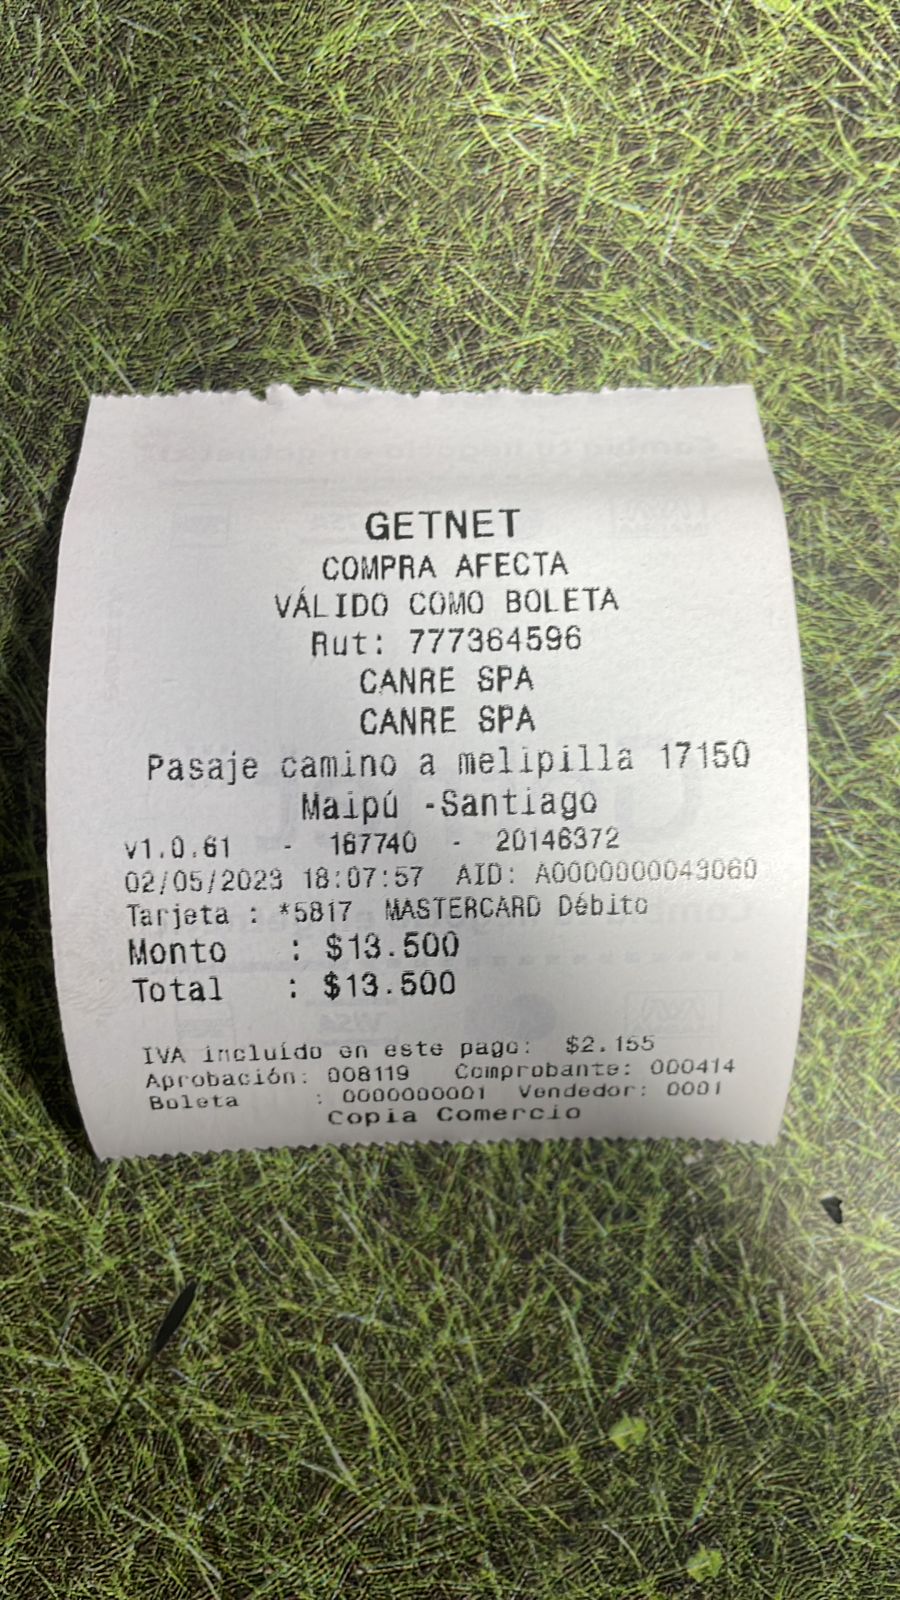 GETNET
COMPRA AFECTA
VÁLIDO COMO BOLETA
Rut: 777364596
CANRE SPA
CANRE SPA
Pasaje camino a melipilla 17150
Maipú -Santiago
v1.0.61 - 167740 - 20146372
02/05/2023 18:07:57 AID: A0000000043060
Tarjeta : *5817 MASTERCARD Débito
Monto : $13.500
Total : $13.500
IVA incluído en este pago: $2.155
Aprobación: 008119 Comprobante: 000414
Boleta : 0000000001 Vendedor: 0001
Copia Comercio